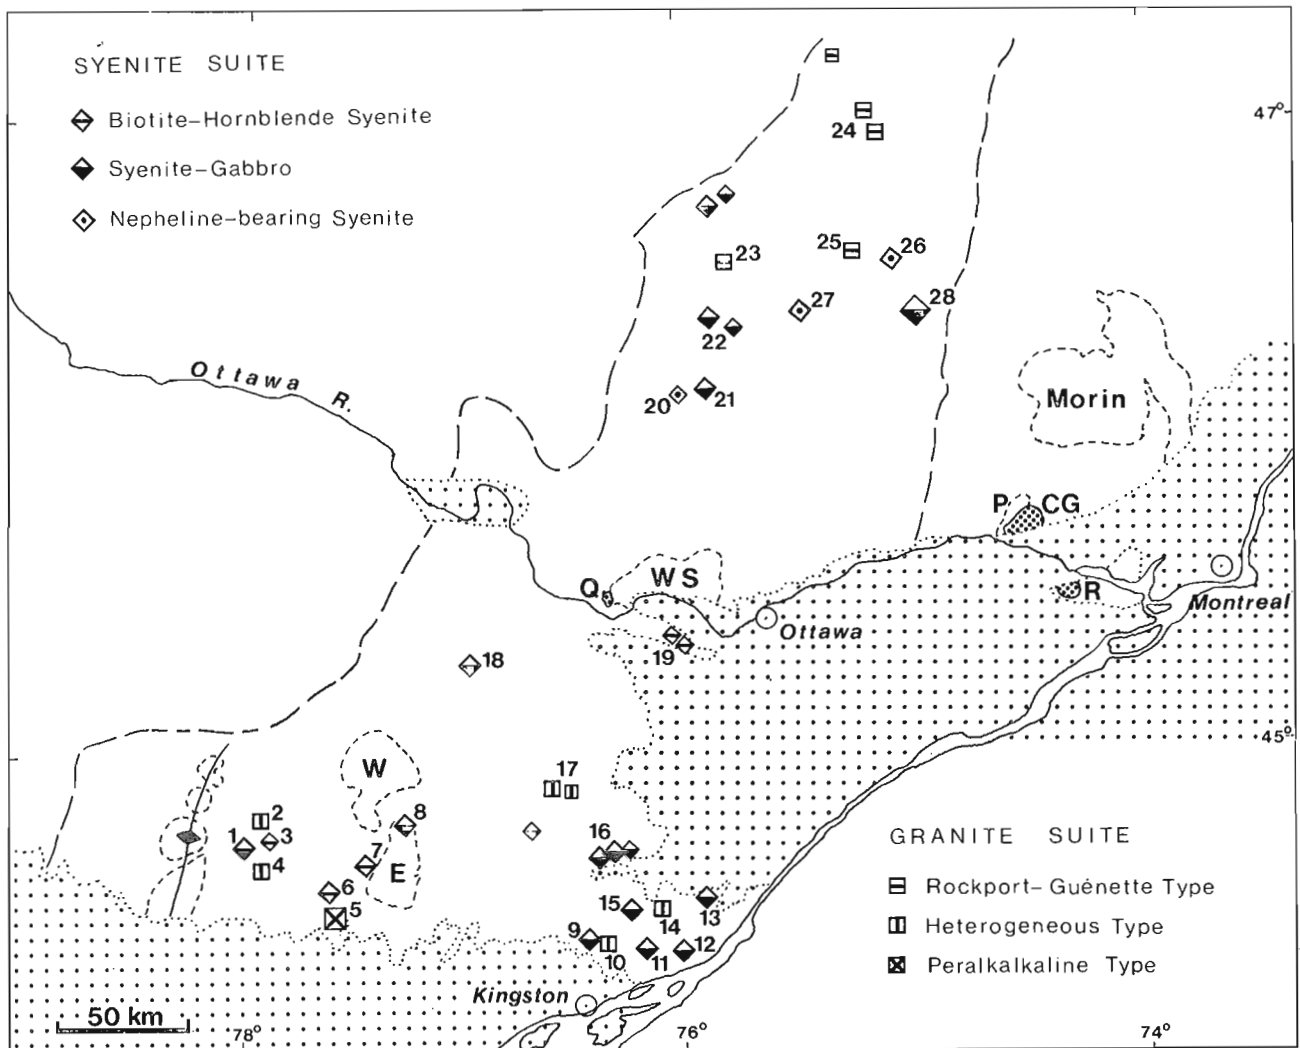 SYENITE SUITE
Biotite-Hornblende Syenite
Syenite-Gabbro
Nepheline-bearing Syenite
47°
24
25
26
23
27
28
22
20
21
Ottawa R.
Morin
P
CG
Q
WS
R
Montreal
Ottawa
19
18
45°
W
17
1
2
3
4
8
7
E
6
5
16
15
14
13
9
10
11
12
GRANITE SUITE
Rockport-Guénette Type
Heterogeneous Type
Peralkalkaline Type
Kingston
50 km
78°
76°
74°